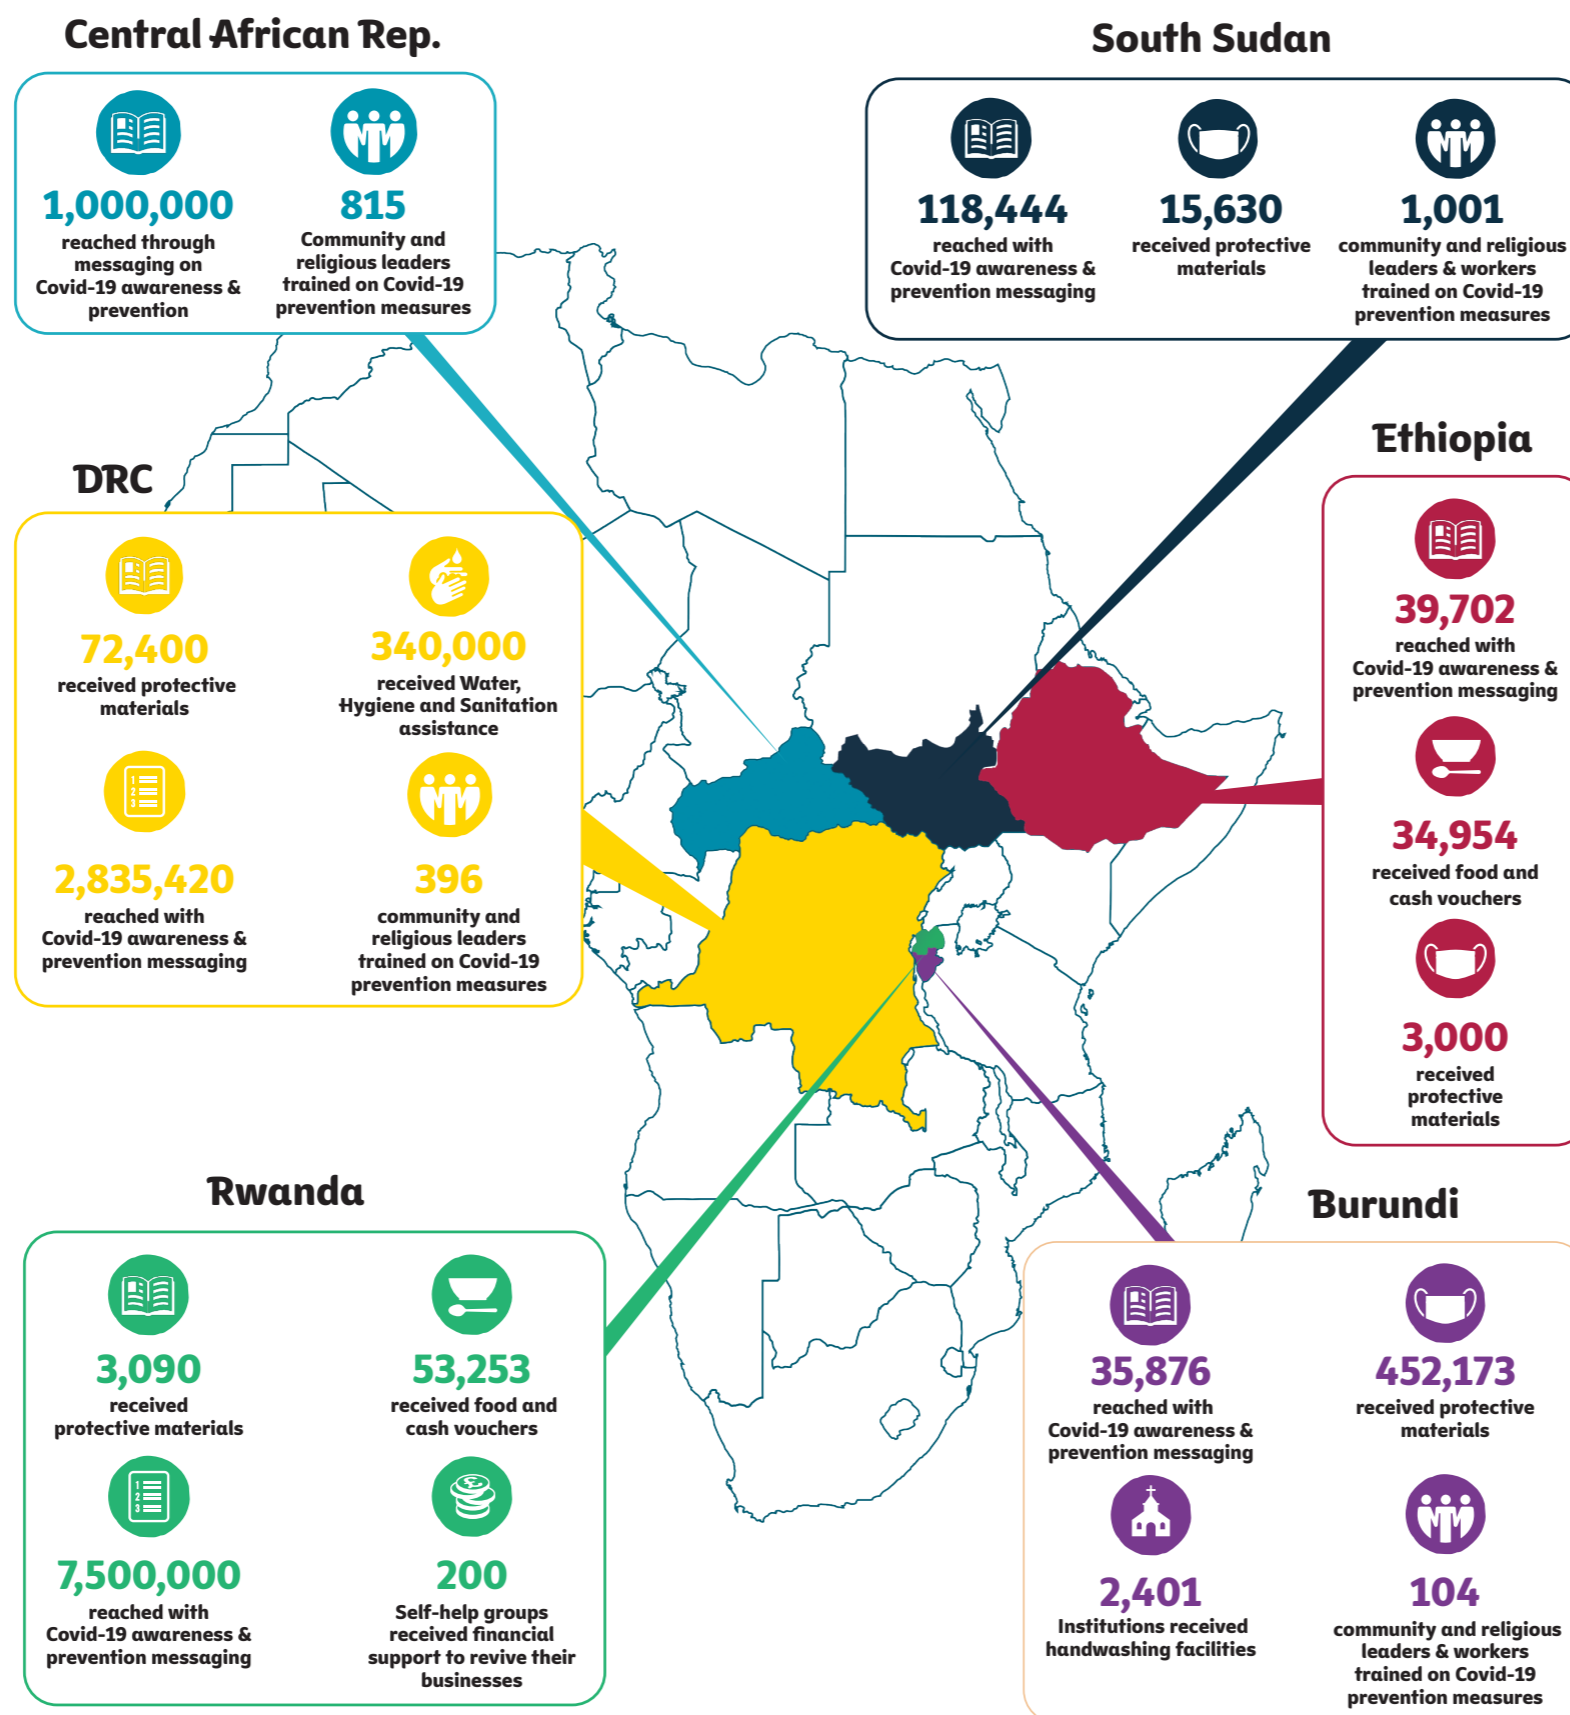 Central African Rep.
1,000,000
reached through
messaging on
Covid-19 awareness &
prevention
815
Community and
religious leaders
trained on Covid-19
prevention measures
South Sudan
118,444
reached with
Covid-19 awareness &
prevention messaging
15,630
received protective
materials
1,001
community and religious
leaders & workers
trained on Covid-19
prevention measures
DRC
72,400
received protective
materials
340,000
received Water,
Hygiene and Sanitation
assistance
1
2
3
2,835,420
reached with
Covid-19 awareness &
prevention messaging
396
community and
religious leaders
trained on Covid-19
prevention measures
Ethiopia
39,702
reached with
Covid-19 awareness &
prevention messaging
34,954
received food and
cash vouchers
3,000
received
protective
materials
Rwanda
3,090
received
protective materials
53,253
received food and
cash vouchers
1
2
3
7,500,000
reached with
Covid-19 awareness &
prevention messaging
£
200
Self-help groups
received financial
support to revive their
businesses
Burundi
35,876
reached with
Covid-19 awareness &
prevention messaging
452,173
received protective
materials
2,401
Institutions received
handwashing facilities
104
community and religious
leaders & workers
trained on Covid-19
prevention measures